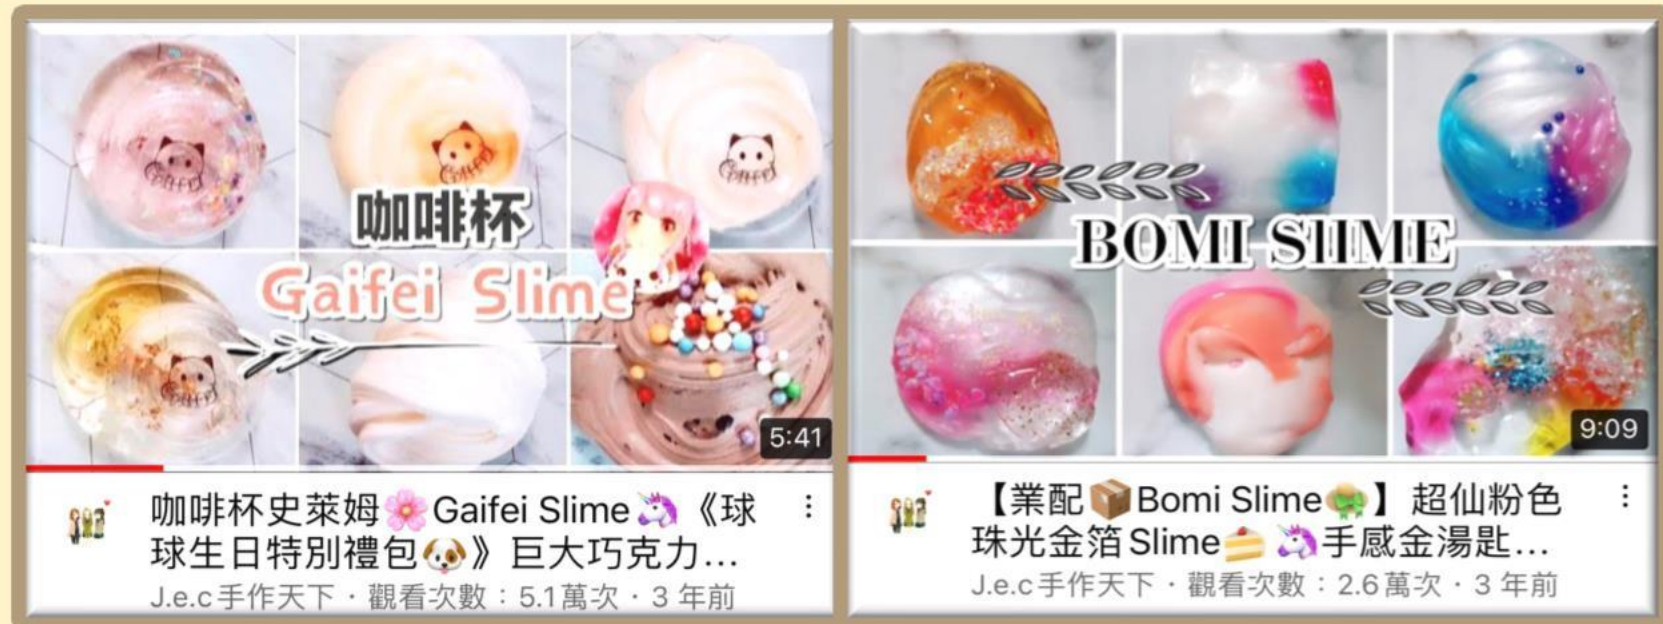 Gaifei
Gaifei
Gaifei
咖啡杯
Gaifei Slime
Gaifei
5:41
咖啡杯史萊姆🌸Gaifei Slime🦄《球
球生日特別禮包🐶》巨大巧克力...
J.e.c手作天下・觀看次數：5.1萬次・3 年前
BOMI SlIME
9:09
【業配📦Bomi Slime👒】超仙粉色
珠光金箔Slime🍰🦄手感金湯匙...
J.e.c手作天下・觀看次數：2.6萬次・3 年前